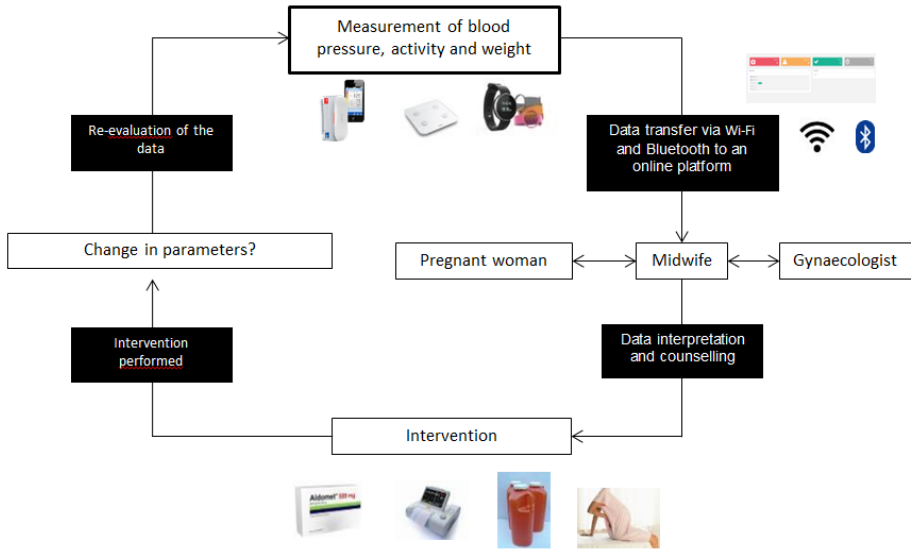 Measurement of blood
pressure, activity and weight
Re-evaluation of the
data
Data transfer via Wi-Fi
and Bluetooth to an
online platform
Change in parameters?
Pregnant woman
Midwife
Gynaecologist
Intervention
performed
Data interpretation
and counselling
Intervention
Aldomet 500 mg